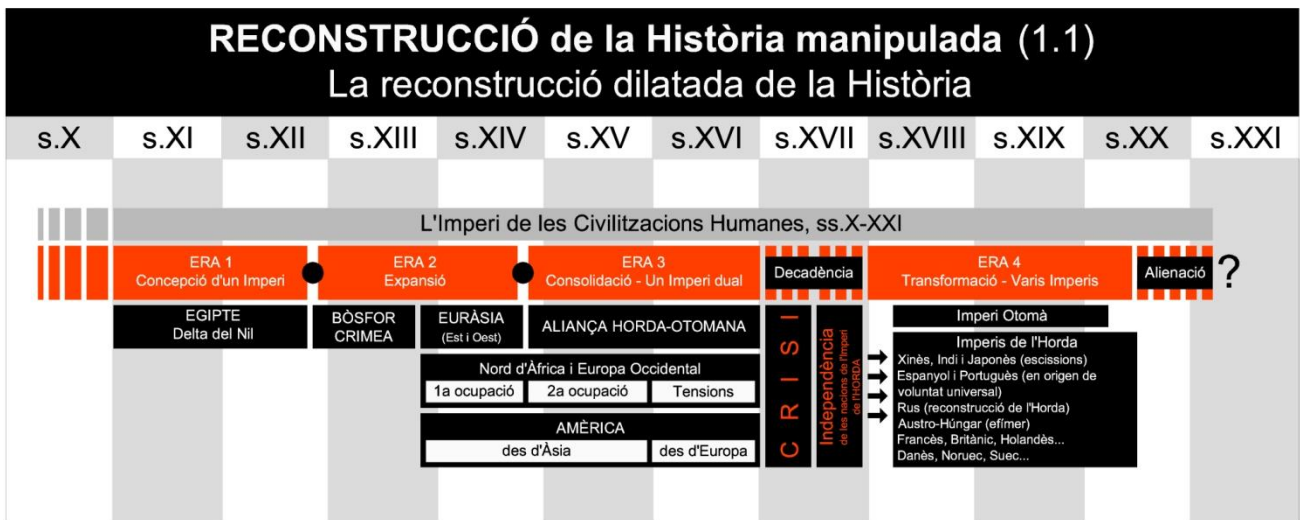 RECONSTRUCCIÓ de la Història manipulada (1.1)
La reconstrucció dilatada de la Història
s.X s.XI s.XII s.XIII s.XIV s.XV s.XVI s.XVII s.XVIII s.XIX s.XX s.XXI
L'Imperi de les Civilitzacions Humanes, ss.X-XXI
ERA 1
Concepció d'un Imperi
ERA 2
Expansió
ERA 3
Consolidació - Un Imperi dual
Decadència
ERA 4
Transformació - Varis Imperis
Alienació
?
EGIPTE
Delta del Nil
BÒSFOR
CRIMEA
EURÀSIA
(Est i Oest)
ALIANÇA HORDA-OTOMANA
Nord d'Àfrica i Europa Occidental
1a ocupació
2a ocupació
Tensions
AMÈRICA
des d'Àsia
des d'Europa
CRISI
Independència
de les nacions de l'Imperi
de l'HORDA
Imperi Otomà
Imperis de l'Horda
Xinès, Indi i Japonès (escissions)
Espanyol i Portuguès (en origen de
voluntat universal)
Rus (reconstrucció de l'Horda)
Austro-Húngar (efímer)
Francès, Britànic, Holandès...
Danès, Noruec, Suec...